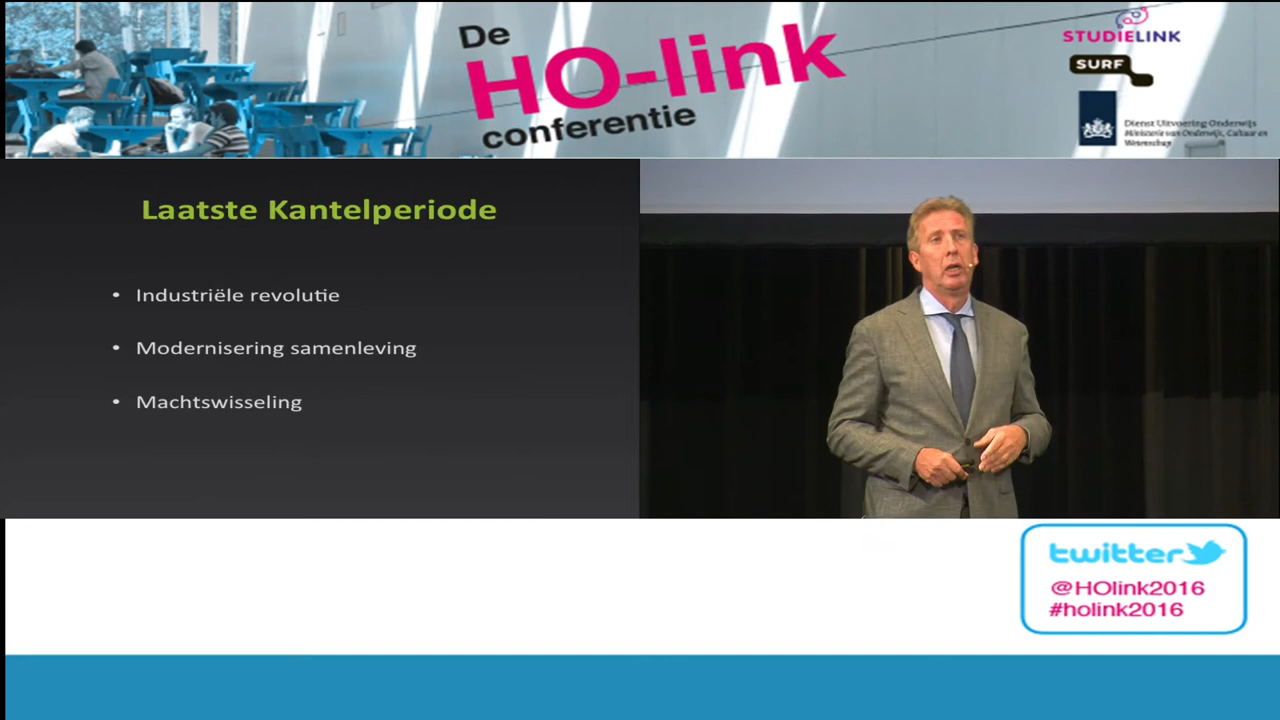 De
HO-link
conferentie
STUDIELINK
SURF
Dienst Uitvoering Onderwijs
Ministerie van Onderwijs, Cultuur en
Wetenschap
Laatste Kantelperiode
• Industriële revolutie
• Modernisering samenleving
• Machtswisseling
twitter
@HOlink2016
#holink2016